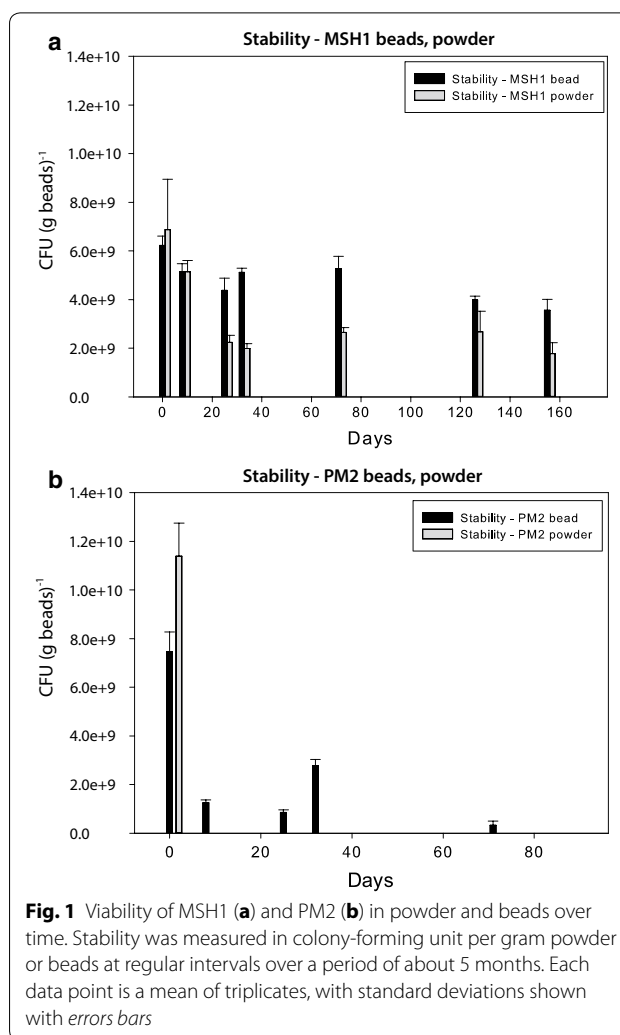 a
Stability - MSH1 beads, powder
1.4e+10
1.2e+10
1.0e+10
8.0e+9
6.0e+9
4.0e+9
2.0e+9
0.0
CFU (g beads)-1
Stability - MSH1 bead
Stability - MSH1 powder
0 20 40 60 80 100 120 140 160
Days
b
Stability - PM2 beads, powder
1.4e+10
1.2e+10
1.0e+10
8.0e+9
6.0e+9
4.0e+9
2.0e+9
0.0
CFU (g beads)-1
Stability - PM2 bead
Stability - PM2 powder
0 20 40 60 80
Days
Fig. 1 Viability of MSH1 (a) and PM2 (b) in powder and beads over
time. Stability was measured in colony-forming unit per gram powder
or beads at regular intervals over a period of about 5 months. Each
data point is a mean of triplicates, with standard deviations shown
with errors bars